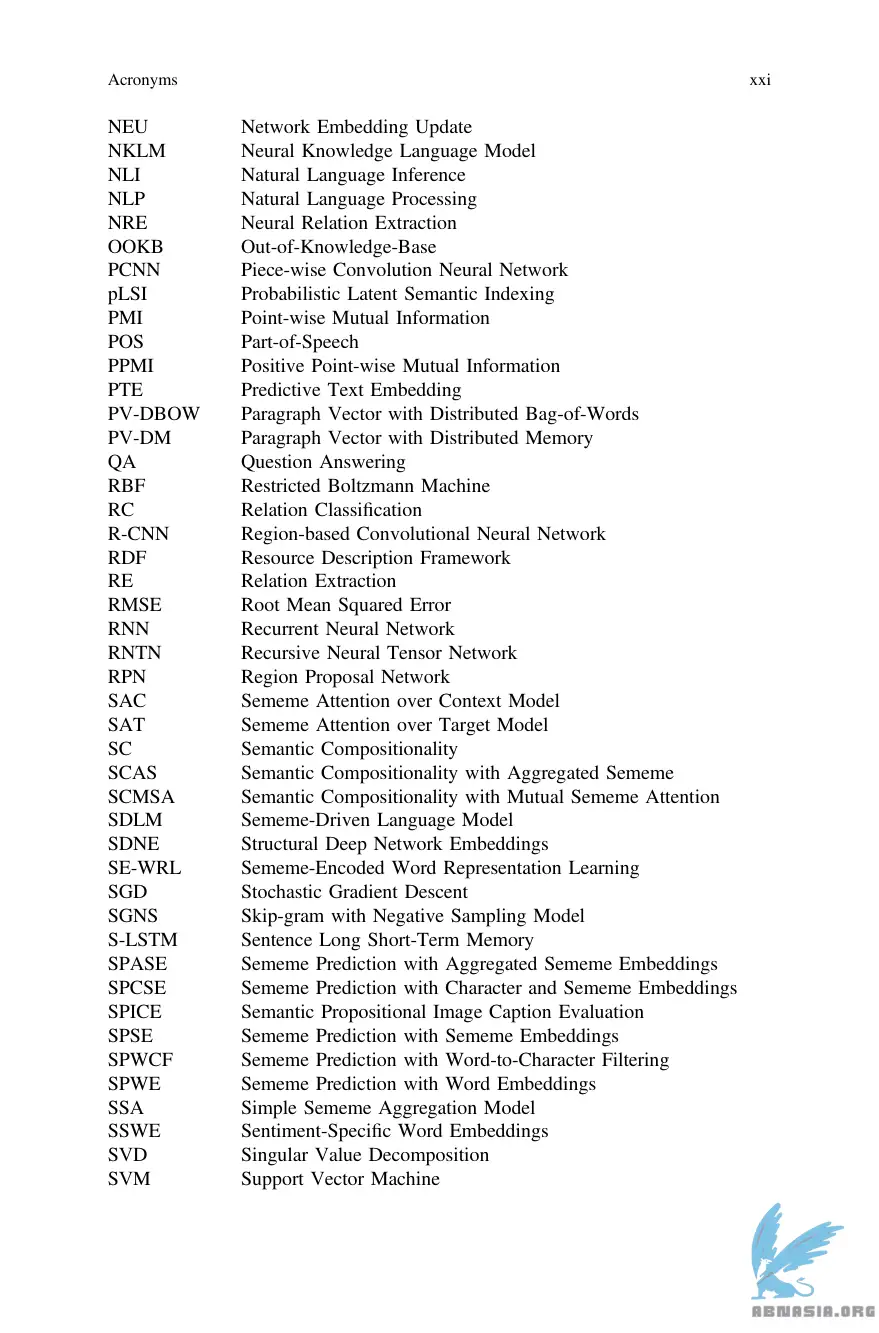 Acronyms xxi
NEU Network Embedding Update
NKLM Neural Knowledge Language Model
NLI Natural Language Inference
NLP Natural Language Processing
NRE Neural Relation Extraction
OOKB Out-of-Knowledge-Base
PCNN Piece-wise Convolution Neural Network
pLSI Probabilistic Latent Semantic Indexing
PMI Point-wise Mutual Information
POS Part-of-Speech
PPMI Positive Point-wise Mutual Information
PTE Predictive Text Embedding
PV-DBOW Paragraph Vector with Distributed Bag-of-Words
PV-DM Paragraph Vector with Distributed Memory
QA Question Answering
RBF Restricted Boltzmann Machine
RC Relation Classification
R-CNN Region-based Convolutional Neural Network
RDF Resource Description Framework
RE Relation Extraction
RMSE Root Mean Squared Error
RNN Recurrent Neural Network
RNTN Recursive Neural Tensor Network
RPN Region Proposal Network
SAC Sememe Attention over Context Model
SAT Sememe Attention over Target Model
SC Semantic Compositionality
SCAS Semantic Compositionality with Aggregated Sememe
SCMSA Semantic Compositionality with Mutual Sememe Attention
SDLM Sememe-Driven Language Model
SDNE Structural Deep Network Embeddings
SE-WRL Sememe-Encoded Word Representation Learning
SGD Stochastic Gradient Descent
SGNS Skip-gram with Negative Sampling Model
S-LSTM Sentence Long Short-Term Memory
SPASE Sememe Prediction with Aggregated Sememe Embeddings
SPCSE Sememe Prediction with Character and Sememe Embeddings
SPICE Semantic Propositional Image Caption Evaluation
SPSE Sememe Prediction with Sememe Embeddings
SPWCF Sememe Prediction with Word-to-Character Filtering
SPWE Sememe Prediction with Word Embeddings
SSA Simple Sememe Aggregation Model
SSWE Sentiment-Specific Word Embeddings
SVD Singular Value Decomposition
SVM Support Vector Machine
ABNASIA.ORG